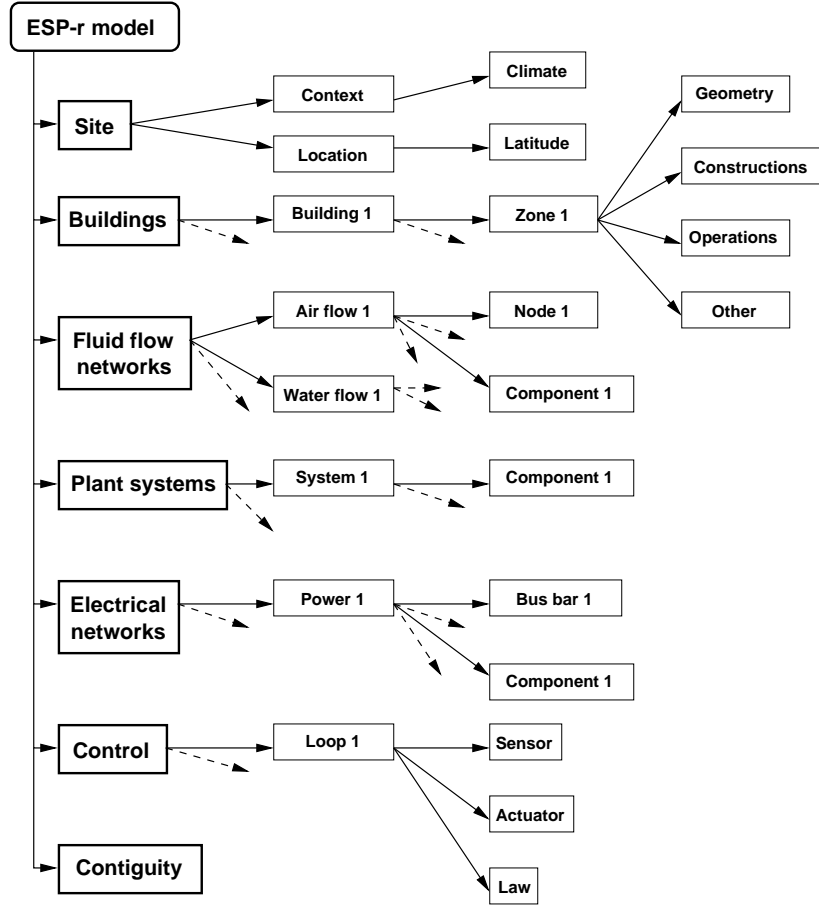 ESP-r model
Site
Context
Climate
Location
Latitude
Geometry
Constructions
Operations
Other
Buildings
Building 1
Zone 1
Fluid flow
networks
Air flow 1
Node 1
Water flow 1
Component 1
Plant systems
System 1
Component 1
Electrical
networks
Power 1
Bus bar 1
Component 1
Control
Loop 1
Sensor
Actuator
Law
Contiguity